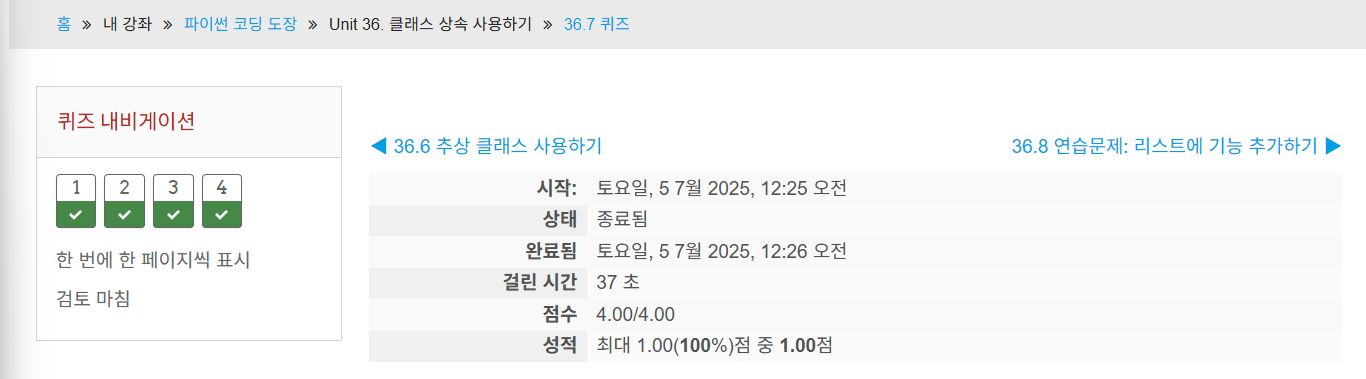 홈 » 내 강좌 » 파이썬 코딩 도장 » Unit 36. 클래스 상속 사용하기 » 36.7 퀴즈
퀴즈 내비게이션
1 2 3 4
한 번에 한 페이지씩 표시
검토 마침
◀ 36.6 추상 클래스 사용하기
36.8 연습문제: 리스트에 기능 추가하기 ▶
시작: 토요일, 5 7월 2025, 12:25 오전
상태 종료됨
완료됨 토요일, 5 7월 2025, 12:26 오전
걸린 시간 37 초
점수 4.00/4.00
성적 최대 1.00(100%)점 중 1.00점